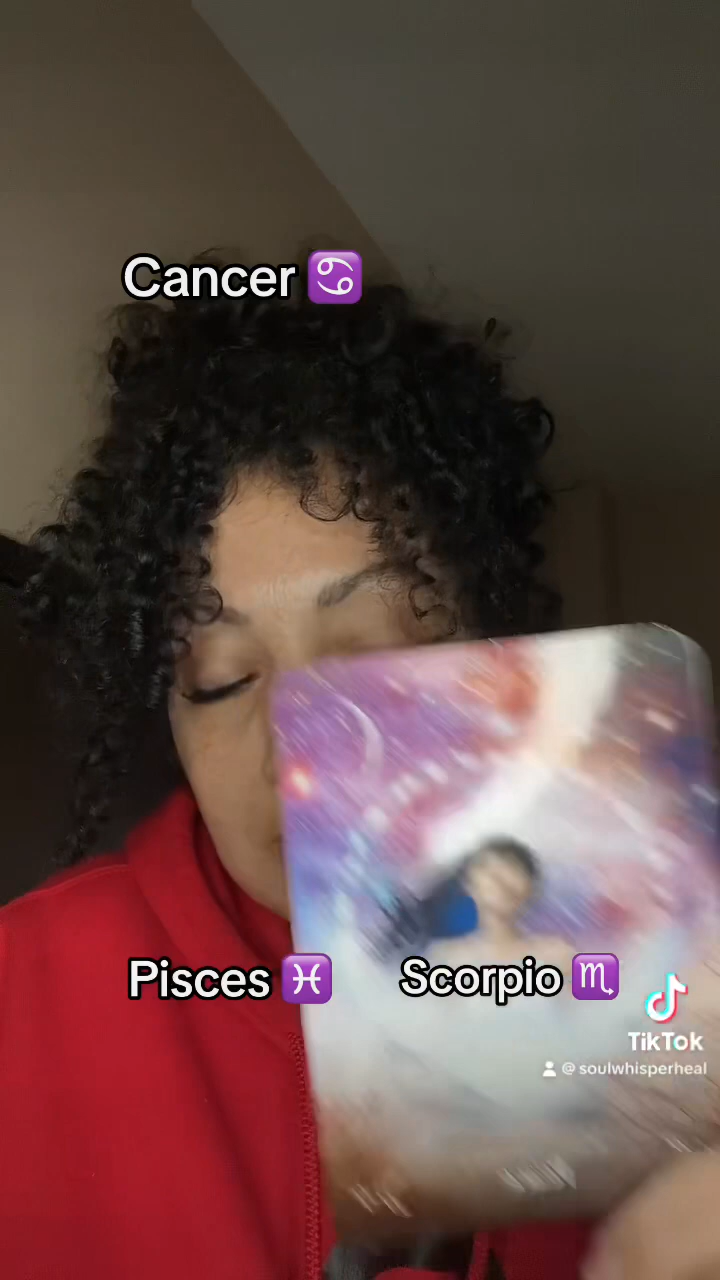 Cancer ♋
Pisces ♓ Scorpio ♏
TikTok
@soulwhisperheal